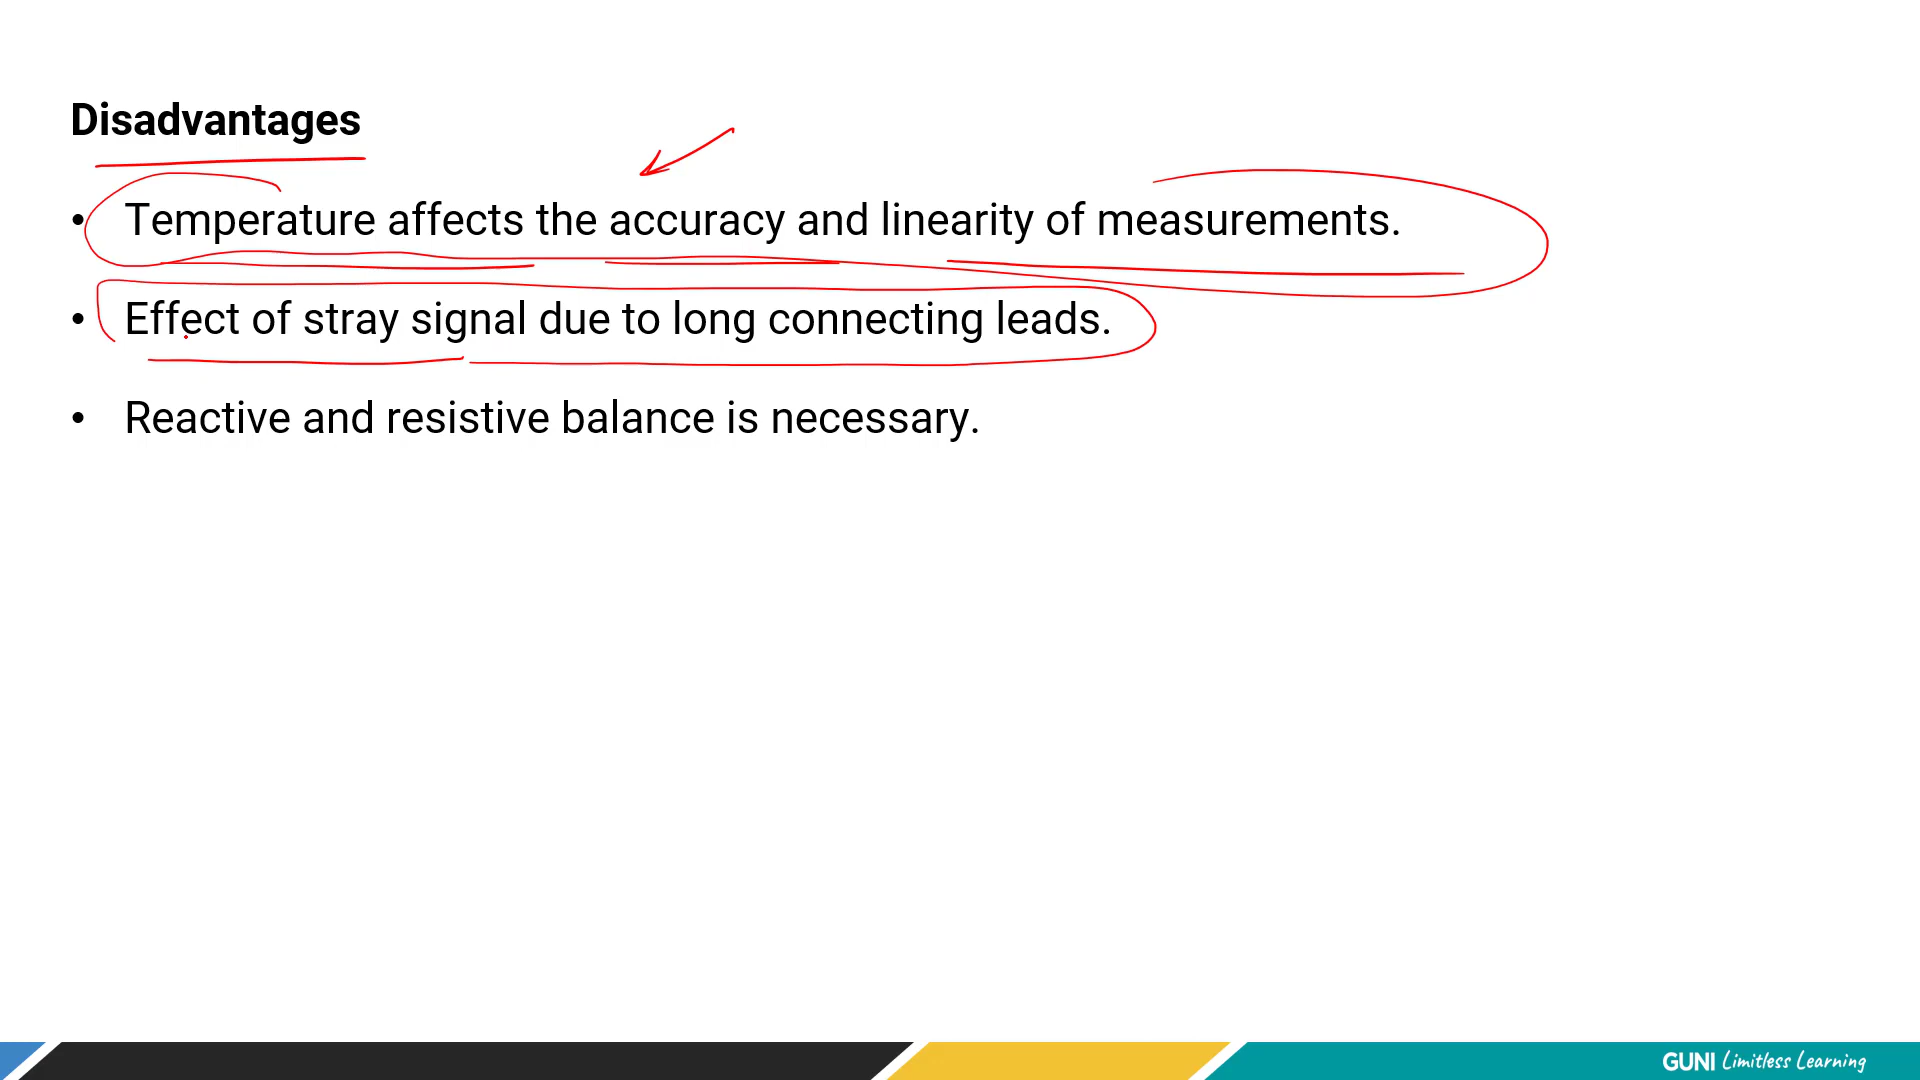 Disadvantages
• Temperature affects the accuracy and linearity of measurements.
• Effect of stray signal due to long connecting leads.
• Reactive and resistive balance is necessary.
GUNI Limitless Learning